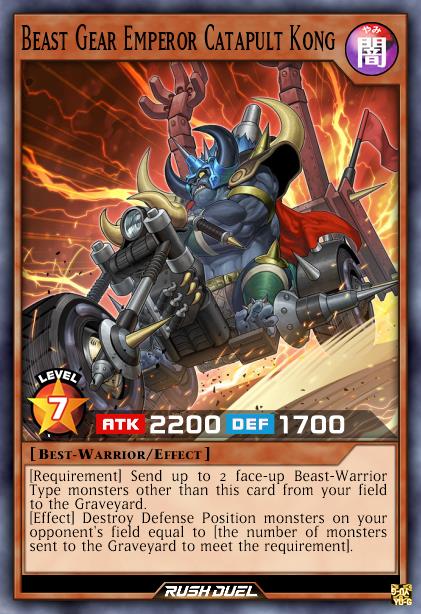 Beast Gear Emperor Catapult Kong
やみ
闇
LEVEL
7
ATK 2200 DEF 1700
[ Best-Warrior/Effect ]
[Requirement] Send up to 2 face-up Beast-Warrior
Type monsters other than this card from your field
to the Graveyard.
[Effect] Destroy Defense Position monsters on your
opponent's field equal to [the number of monsters
sent to the Graveyard to meet the requirement].
RUSH DUEL